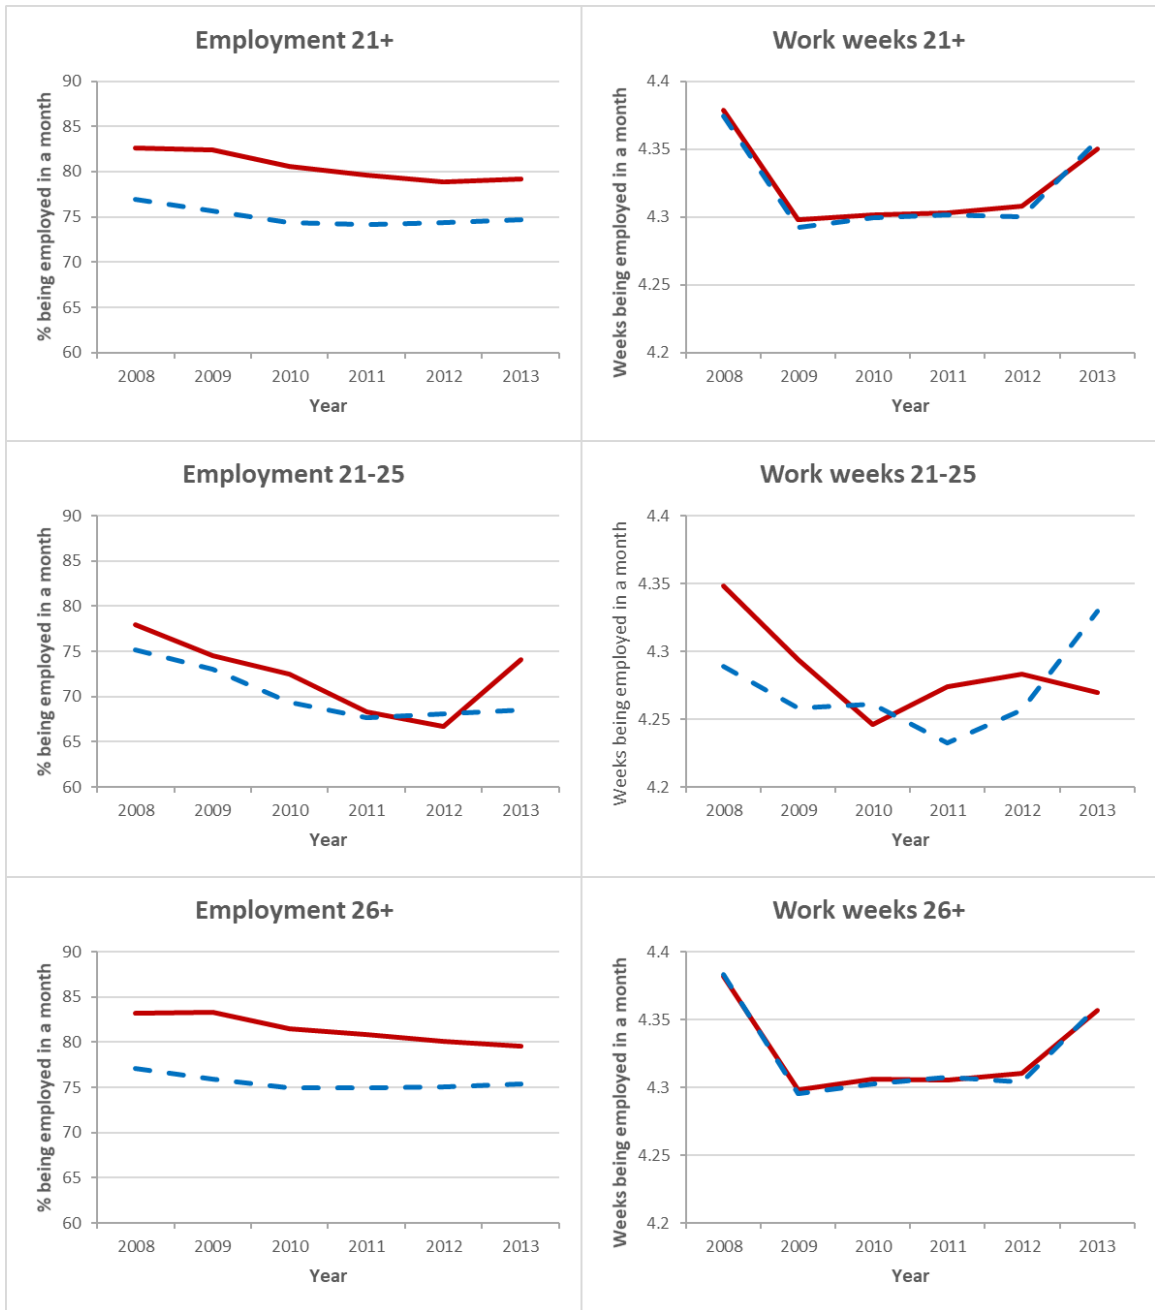 Employment 21+
% being employed in a month
90
85
80
75
70
65
60
2008 2009 2010 2011 2012 2013
Year
Work weeks 21+
Weeks being employed in a month
4.4
4.35
4.3
4.25
4.2
2008 2009 2010 2011 2012 2013
Year
Employment 21-25
% being employed in a month
90
85
80
75
70
65
60
2008 2009 2010 2011 2012 2013
Year
Work weeks 21-25
Weeks being employed in a month
4.4
4.35
4.3
4.25
4.2
2008 2009 2010 2011 2012 2013
Year
Employment 26+
% being employed in a month
90
85
80
75
70
65
60
2008 2009 2010 2011 2012 2013
Year
Work weeks 26+
Weeks being employed in a month
4.4
4.35
4.3
4.25
4.2
2008 2009 2010 2011 2012 2013
Year